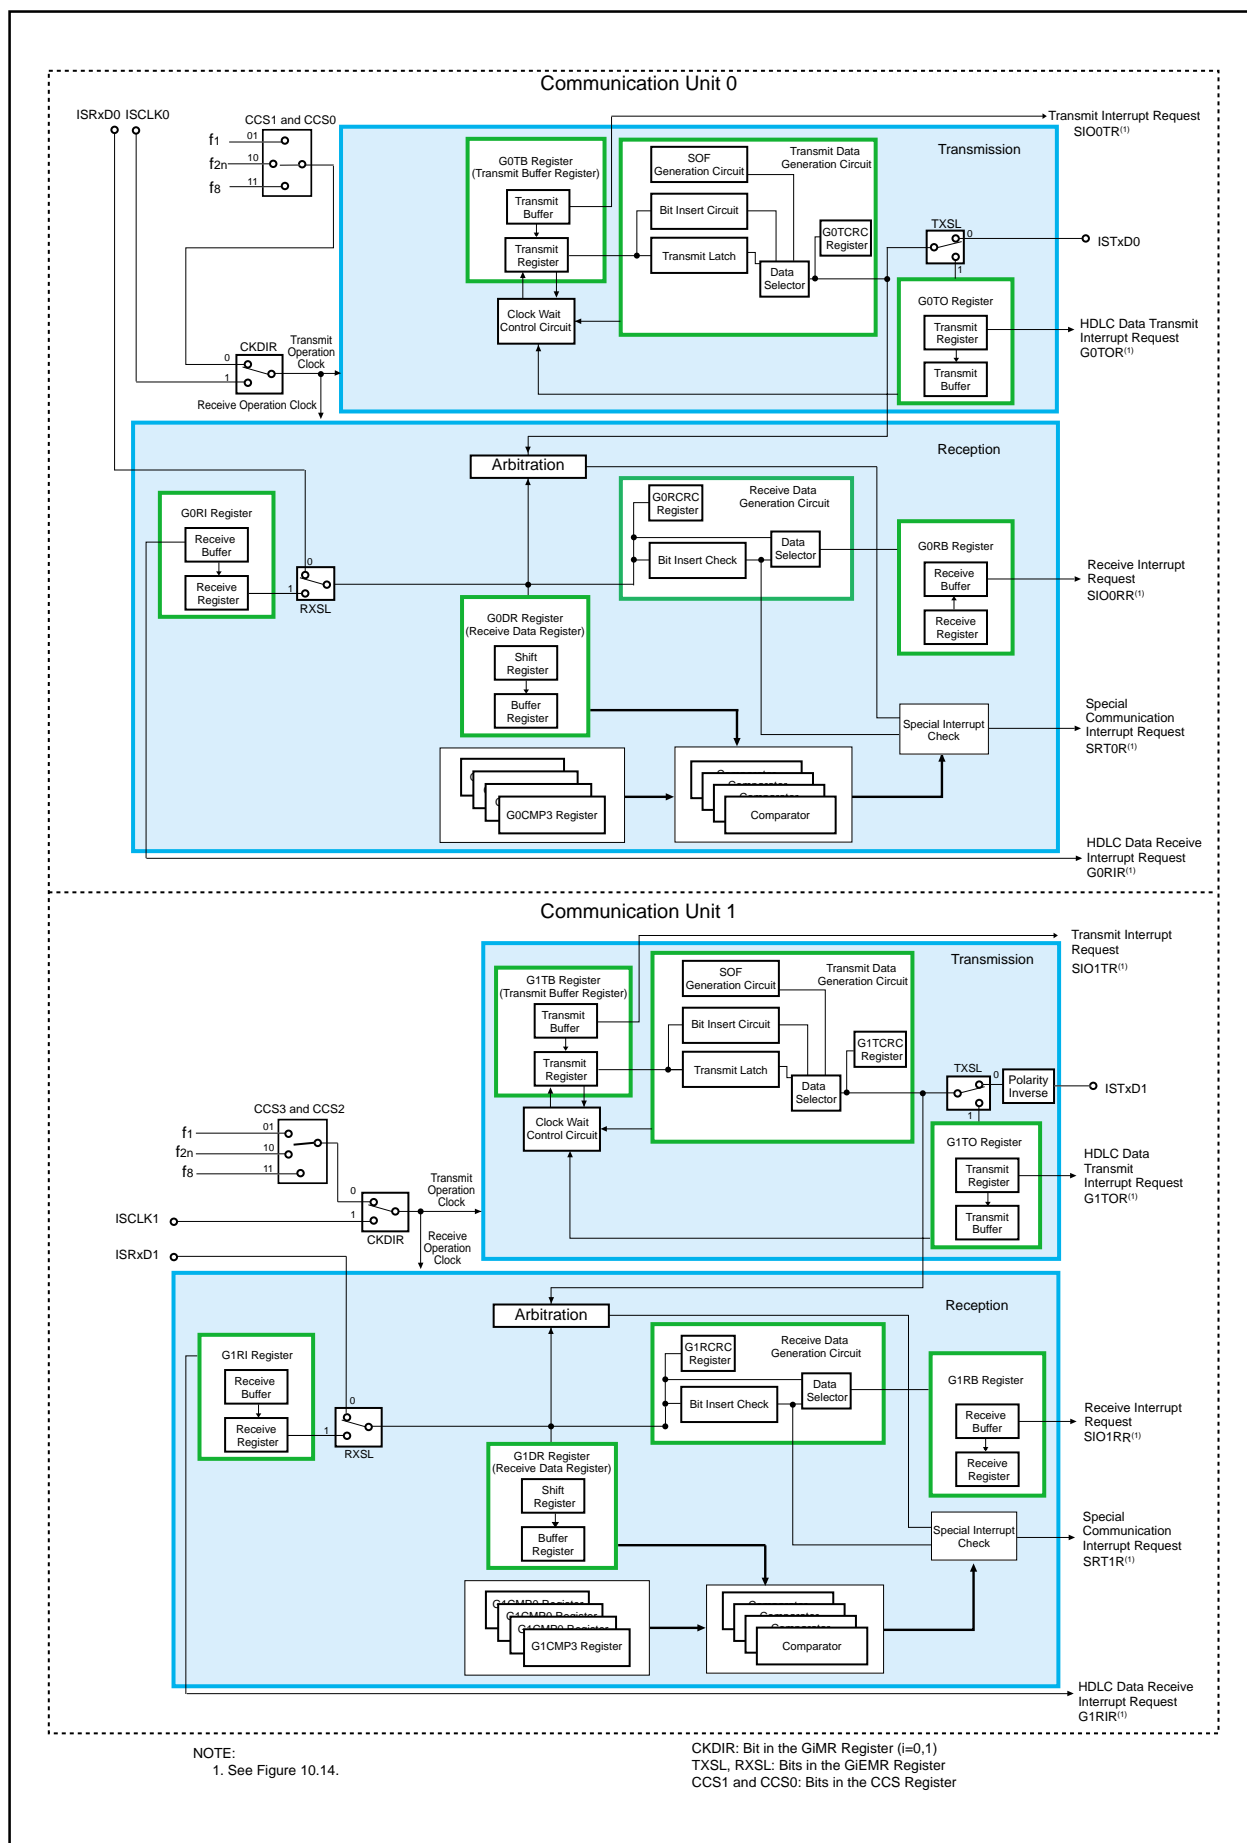 Communication Unit 0
ISRxD0 ISCLK0
CCS1 and CCS0
f1
01
f2n
10
f8
11
Transmit Interrupt Request
SIO0TR(1)
Transmission
G0TB Register
(Transmit Buffer Register)
Transmit
Buffer
Transmit
Register
Transmit Data
Generation Circuit
SOF
Generation Circuit
Bit Insert Circuit
Transmit Latch
G0TCRC
Register
Data
Selector
TXSL
0
1
ISTxD0
Clock Wait
Control Circuit
G0TO Register
Transmit
Register
Transmit
Buffer
HDLC Data Transmit
Interrupt Request
G0TOR(1)
CKDIR
0
1
Transmit
Operation
Clock
Receive Operation Clock
Reception
Arbitration
G0RI Register
Receive
Buffer
Receive
Register
0
1
RXSL
G0RCRC
Register
Receive Data
Generation Circuit
Bit Insert Check
Data
Selector
G0RB Register
Receive
Buffer
Receive
Register
Receive Interrupt
Request
SIO0RR(1)
G0DR Register
(Receive Data Register)
Shift
Register
Buffer
Register
Special Interrupt
Check
Special
Communication
Interrupt Request
SRT0R(1)
G0CMP3 Register
Comparator
HDLC Data Receive
Interrupt Request
G0RIR(1)
Communication Unit 1
Transmit Interrupt
Request
SIO1TR(1)
Transmission
G1TB Register
(Transmit Buffer Register)
Transmit
Buffer
Transmit
Register
SOF
Generation Circuit
Transmit Data
Generation Circuit
Bit Insert Circuit
Transmit Latch
G1TCRC
Register
Data
Selector
TXSL
0
1
Polarity
Inverse
ISTxD1
Clock Wait
Control Circuit
G1TO Register
Transmit
Register
Transmit
Buffer
HDLC Data
Transmit
Interrupt Request
G1TOR(1)
CCS3 and CCS2
f1
01
f2n
10
f8
11
ISCLK1
0
1
CKDIR
Transmit
Operation
Clock
Receive
Operation
Clock
ISRxD1
Reception
Arbitration
G1RI Register
Receive
Buffer
Receive
Register
0
1
RXSL
G1RCRC
Register
Receive Data
Generation Circuit
Bit Insert Check
Data
Selector
G1RB Register
Receive
Buffer
Receive
Register
Receive Interrupt
Request
SIO1RR(1)
G1DR Register
(Receive Data Register)
Shift
Register
Buffer
Register
Special Interrupt
Check
Special
Communication
Interrupt Request
SRT1R(1)
G1CMP0 Register
G1CMP0 Register
G1CMP0 Register
G1CMP3 Register
Comparator
Comparator
Comparator
Comparator
HDLC Data Receive
Interrupt Request
G1RIR(1)
NOTE:
1. See Figure 10.14.
CKDIR: Bit in the GiMR Register (i=0,1)
TXSL, RXSL: Bits in the GiEMR Register
CCS1 and CCS0: Bits in the CCS Register